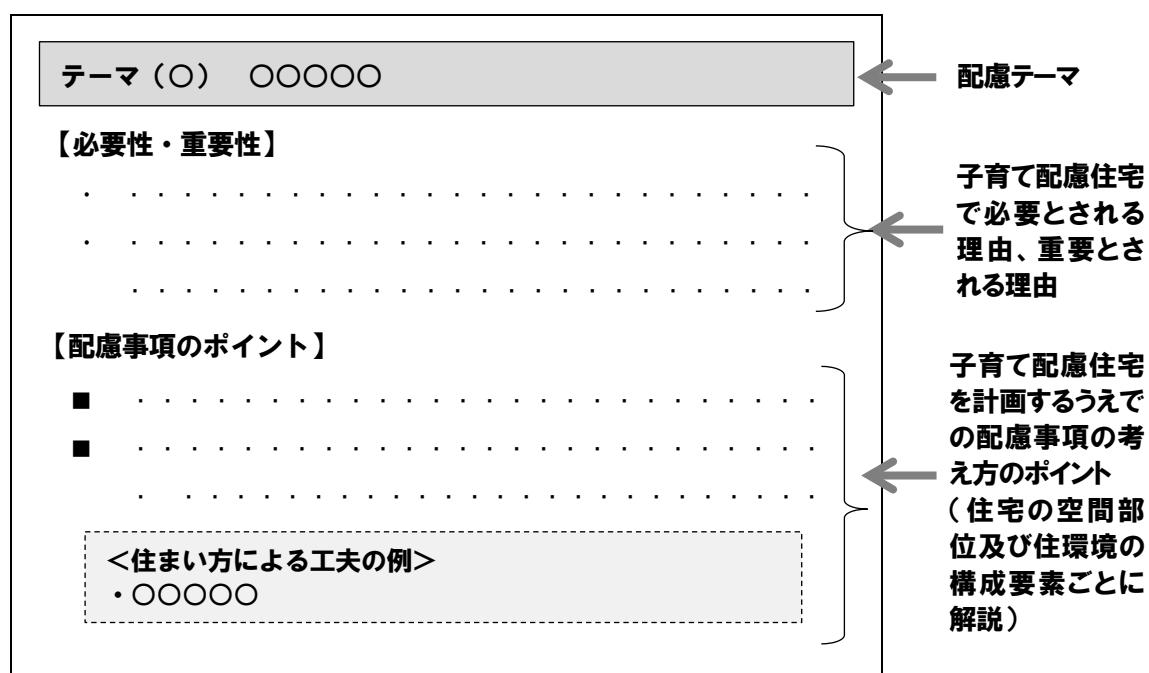 テーマ（○）　○○○○○
配慮テーマ
【必要性・重要性】
・　・・・・・・・・・・・・・・・・・・・・・・・・・・
・　・・・・・・・・・・・・・・・・・・・・・・・・・・
・・・・・・・・・・・・・・・・・・・・・・・・・・
子育て配慮住宅
で必要とされる
理由、重要とさ
れる理由
【配慮事項のポイント】
■　・・・・・・・・・・・・・・・・・・・・・・・・・・
■　・・・・・・・・・・・・・・・・・・・・・・・・・・
・　・・・・・・・・・・・・・・・・・・・・・・・・
＜住まい方による工夫の例＞
・○○○○○
子育て配慮住宅
を計画するうえで
の配慮事項の考
え方のポイント
（住宅の空間部
位及び住環境の
構成要素ごとに
解説）